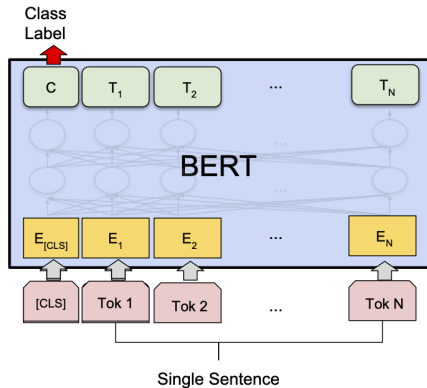 Class
Label
C T1 T2 ... TN
...
BERT
...
E[CLS] E1 E2 ... EN
[CLS] Tok 1 Tok 2 ... Tok N
Single Sentence